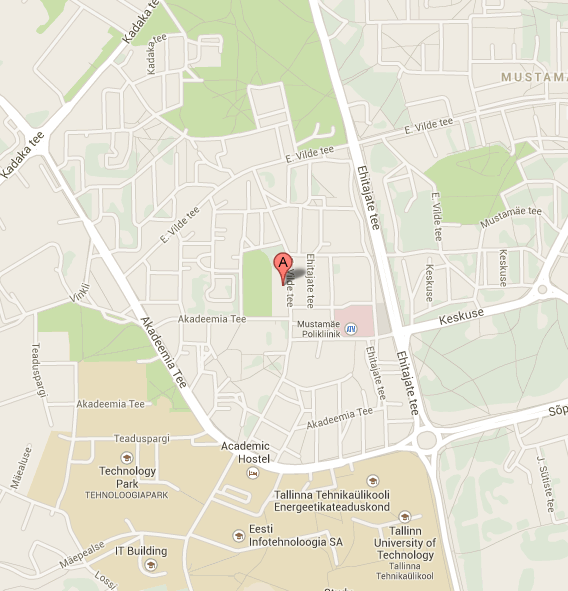 Kadaka tee
Kadaka tee
MUSTAMÄ
E. Vilde tee
E. Vilde tee
Kadaka tee
Ehitajate tee
E. Vilde tee
Mustamäe tee
E. Vilde tee
A
Vilde tee
Ehitajate tee
Keskuse
Keskuse
Vinkli
Akadeemia Tee
Mustamäe
Polikliinik
Keskuse
Akadeemia Tee
Teaduspargi
Ehitajate tee
Ehitajate tee
Akadeemia Tee
Akadeemia Tee
Sõp
Teaduspargi
Academic
Hostel
Mäealuse
Technology
Park
TEHNOLOOGIAPARK
J. Sütiste tee
Tallinna Tehnikaülikooli
Energeetikateaduskond
Eesti
Infotehnoloogia SA
Tallinn
University of
Technology
Tallinna
Tehnikaülikool
Mäepealse
IT Building
Lossi